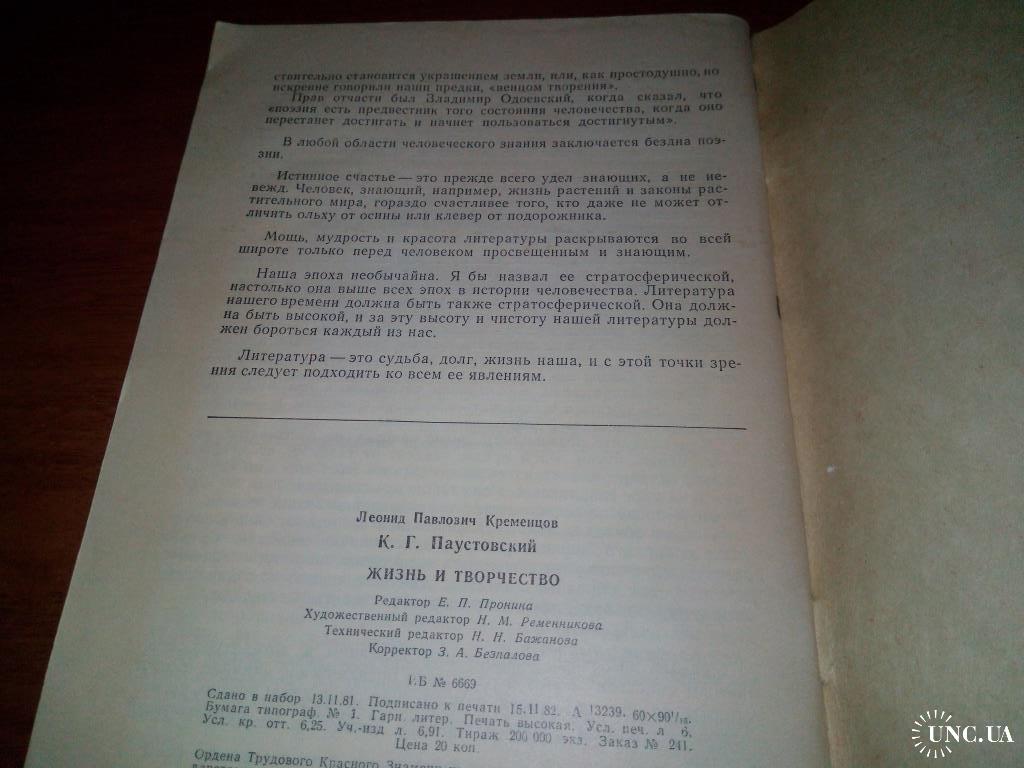 ствительно становится украшением земли, или, как простодушно, но
искренне говорили наши предки, «венцом творения».
Прав отчасти был Владимир Одоевский, когда сказал, что
«поэзия есть предвестник того состояния человечества, когда оно
перестанет достигать и начнет пользоваться достигнутым».
В любой области человеческого знания заключается бездна поэ-
зии.
Истинное счастье — это прежде всего удел знающих, а не не-
вежд. Человек, знающий, например, жизнь растений и законы рас-
тительного мира, гораздо счастливее того, кто даже не может от-
личить ольху от осины или клевер от подорожника.
Мощь, мудрость и красота литературы раскрываются во всей
широте только перед человеком просвещенным и знающим.
Наша эпоха необычайна. Я бы назвал ее стратосферической,
настолько она выше всех эпох в истории человечества. Литература
нашего времени должна быть также стратосферической. Она долж-
на быть высокой, и за эту высоту и чистоту нашей литературы дол-
жен бороться каждый из нас.
Литература — это судьба, долг, жизнь наша, и с этой точки зре-
ния следует подходить ко всем ее явлениям.
Леонид Павлович Кременцов
К. Г. Паустовский
ЖИЗНЬ И ТВОРЧЕСТВО
Редактор Е. П. Пронина
Художественный редактор Н. М. Ременникова
Технический редактор Н. Н. Бажанова
Корректор З. А. Безпалова
ИБ № 6669
Сдано в набор 13.11.81. Подписано к печати 15.11.82. А 13239. 60×90¹/₁₆.
Бумага типограф. № 1. Гарн. литер. Печать высокая. Усл. печ. л 6.
Усл. кр. отт. 6,25. Уч.-изд л. 6,91. Тираж 200 000 экз. Заказ № 241.
Цена 20 коп.
Ордена Трудового Красного
UNC.UA